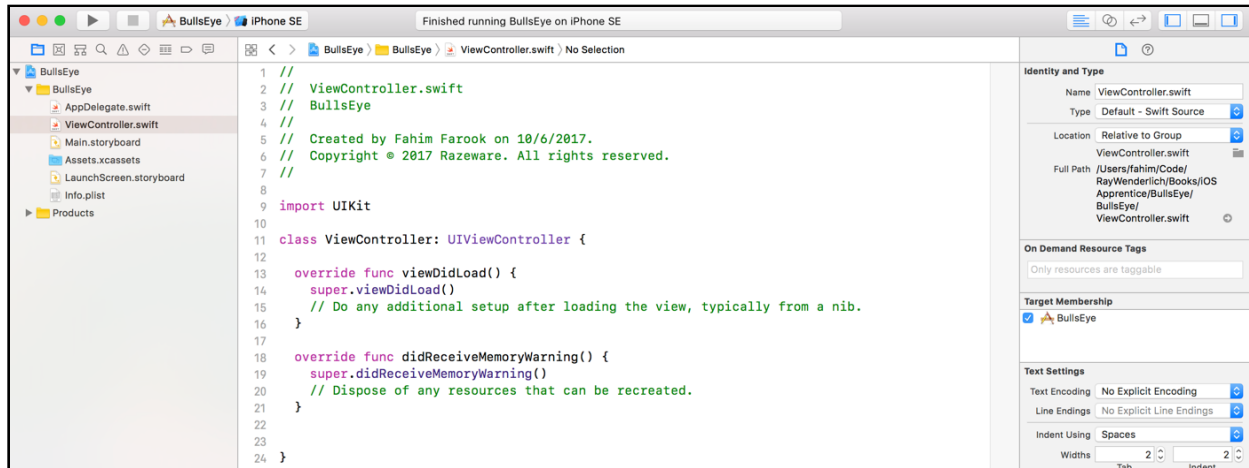 BullsEye 〉 iPhone SE
Finished running BullsEye on iPhone SE
BullsEye 〉 BullsEye 〉 ViewController.swift 〉 No Selection
BullsEye
BullsEye
AppDelegate.swift
ViewController.swift
Main.storyboard
Assets.xcassets
LaunchScreen.storyboard
Info.plist
Products
1 //
2 //  ViewController.swift
3 //  BullsEye
4 //
5 //  Created by Fahim Farook on 10/6/2017.
6 //  Copyright © 2017 Razeware. All rights reserved.
7 //
8
9 import UIKit
10
11 class ViewController: UIViewController {
12
13   override func viewDidLoad() {
14     super.viewDidLoad()
15     // Do any additional setup after loading the view, typically from a nib.
16   }
17
18   override func didReceiveMemoryWarning() {
19     super.didReceiveMemoryWarning()
20     // Dispose of any resources that can be recreated.
21   }
22
23
24 }
Identity and Type
Name ViewController.swift
Type Default - Swift Source
Location Relative to Group
ViewController.swift
Full Path /Users/fahim/Code/
RayWenderlich/Books/iOS
Apprentice/BullsEye/
BullsEye/
ViewController.swift
On Demand Resource Tags
Only resources are taggable
Target Membership
BullsEye
Text Settings
Text Encoding No Explicit Encoding
Line Endings No Explicit Line Endings
Indent Using Spaces
Widths 2 2
Tab Indent